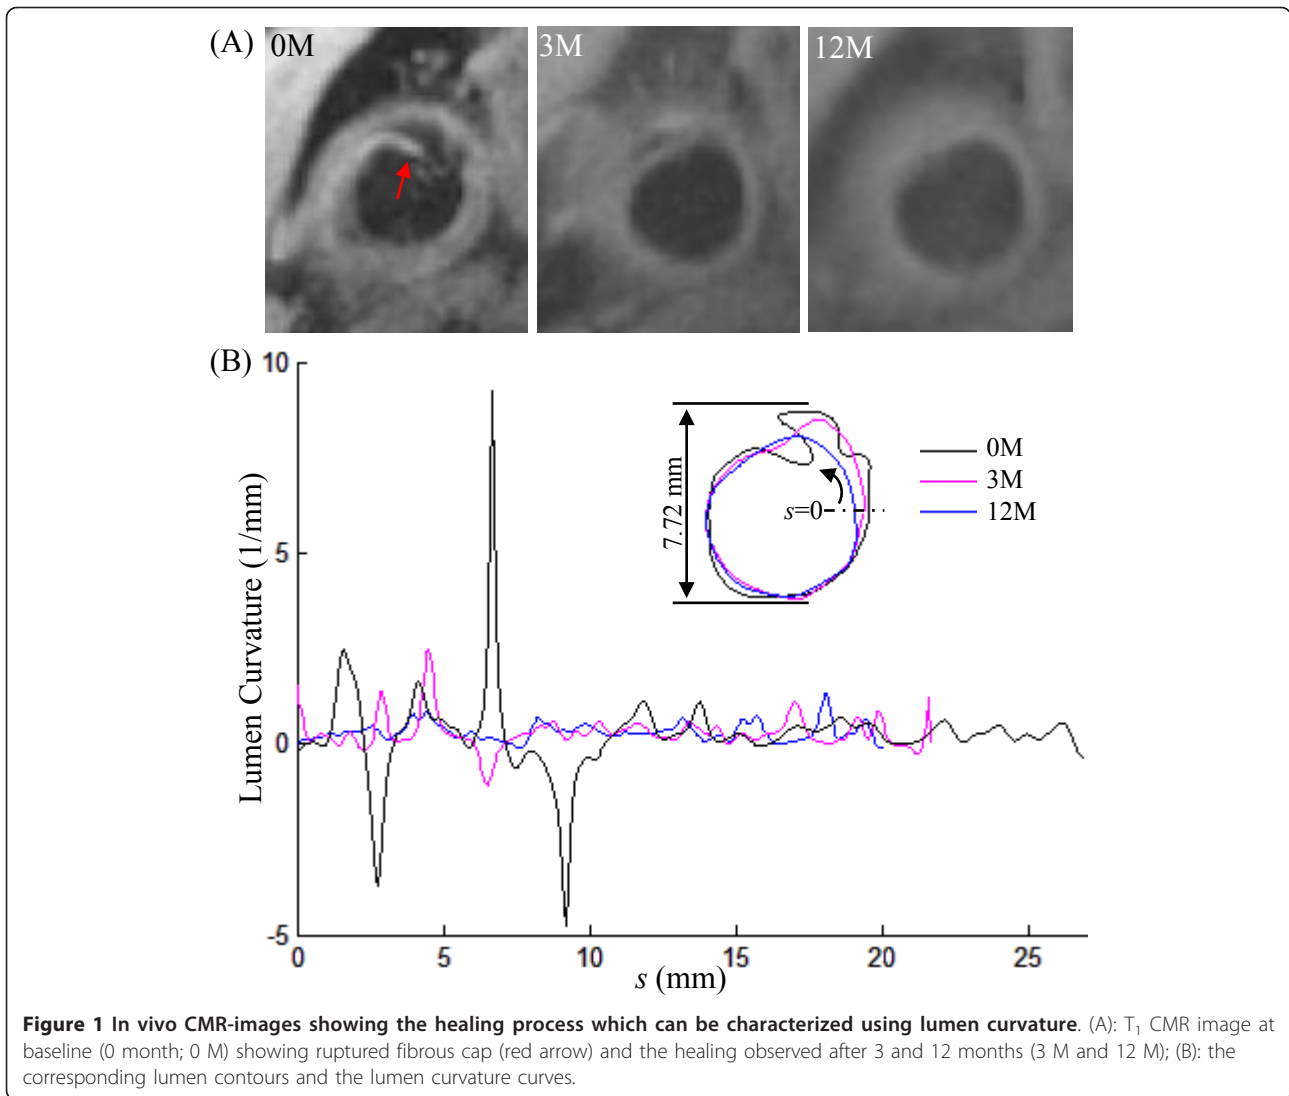 (A) 0M 3M 12M
(B)
10
5
0
-5
Lumen Curvature (1/mm)
0 5 10 15 20 25
s (mm)
7.72 mm
s=0
0M
3M
12M
Figure 1 In vivo CMR-images showing the healing process which can be characterized using lumen curvature. (A): T₁ CMR image at
baseline (0 month; 0 M) showing ruptured fibrous cap (red arrow) and the healing observed after 3 and 12 months (3 M and 12 M); (B): the
corresponding lumen contours and the lumen curvature curves.